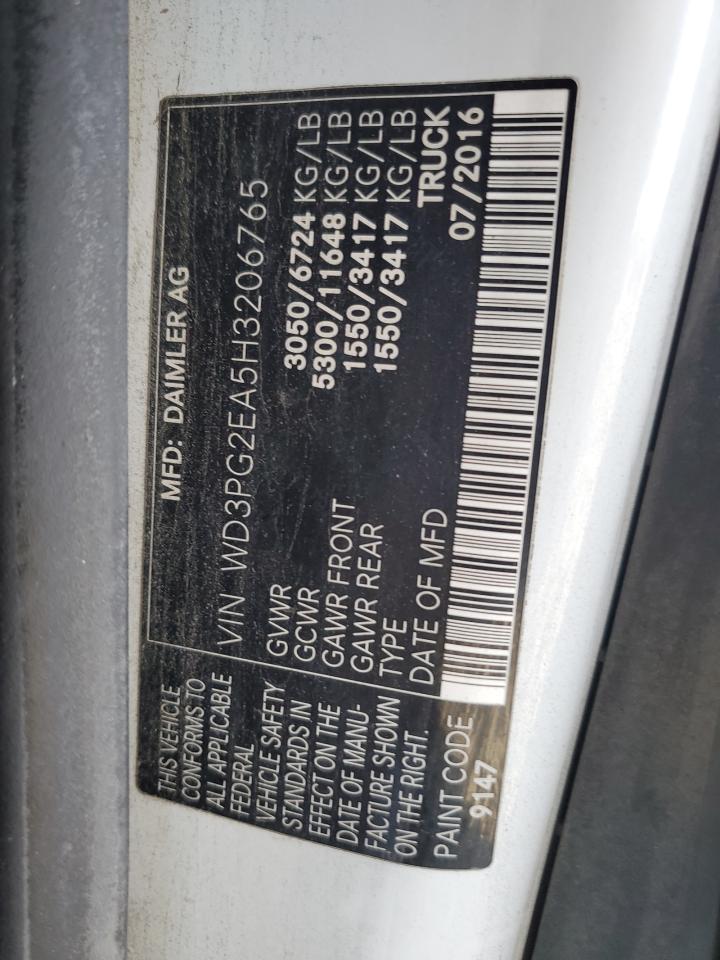 MFD: DAIMLER AG
VIN WD3PG2EA5H3206765
GVWR 3050/6724 KG/LB
GCWR 5300/11648 KG/LB
GAWR FRONT 1550/3417 KG/LB
GAWR REAR 1550/3417 KG/LB
TYPE TRUCK
DATE OF MFD 07/2016
THIS VEHICLE
CONFORMS TO
ALL APPLICABLE
FEDERAL
VEHICLE SAFETY
STANDARDS IN
EFFECT ON THE
DATE OF MANU-
FACTURE SHOWN
ON THE RIGHT.
PAINT CODE
9147